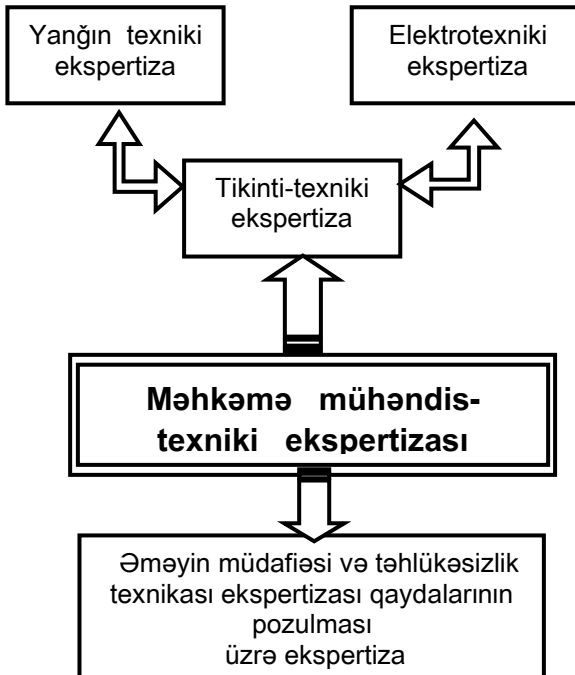 Yanğın texniki
ekspertiza
Elektrotexniki
ekspertiza
Tikinti-texniki
ekspertiza
Məhkəmə mühəndis-
texniki ekspertizası
Əməyin müdafiəsi və təhlükəsizlik
texnikası ekspertizası qaydalarının
pozulması
üzrə ekspertiza